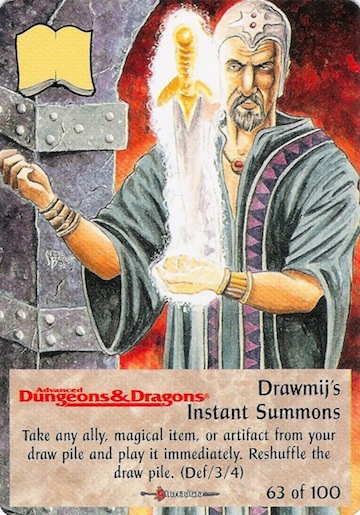 Advanced
Dungeons & Dragons®
Drawmij's
Instant Summons
Take any ally, magical item, or artifact from your
draw pile and play it immediately. Reshuffle the
draw pile. (Def/3/4)
63 of 100